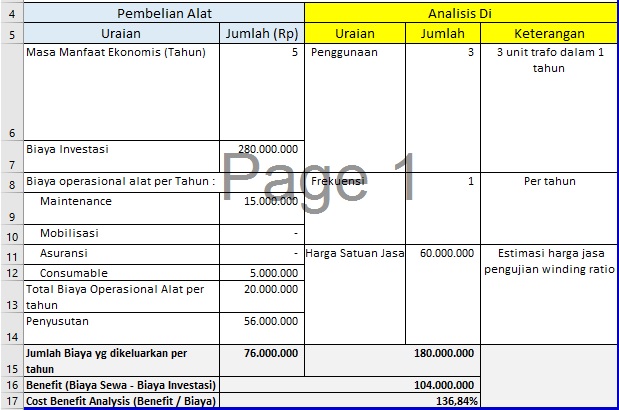 4 Pembelian Alat Analisis Di
5 Uraian Jumlah (Rp) Uraian Jumlah Keterangan
Masa Manfaat Ekonomis (Tahun) 5 Penggunaan 3 3 unit trafo dalam 1
tahun
6
Biaya Investasi 280.000.000
7
Page 1
8 Biaya operasional alat per Tahun : Frekuensi 1 Per tahun
Maintenance 15.000.000
9
10 Mobilisasi -
11 Asuransi - Harga Satuan Jasa 60.000.000 Estimasi harga jasa
12 Consumable 5.000.000 pengujian winding ratio
Total Biaya Operasional Alat per 20.000.000
13 tahun
Penyusutan 56.000.000
14
Jumlah Biaya yg dikeluarkan per 76.000.000 180.000.000
15 tahun
16 Benefit (Biaya Sewa - Biaya Investasi) 104.000.000
17 Cost Benefit Analysis (Benefit / Biaya) 136,84%